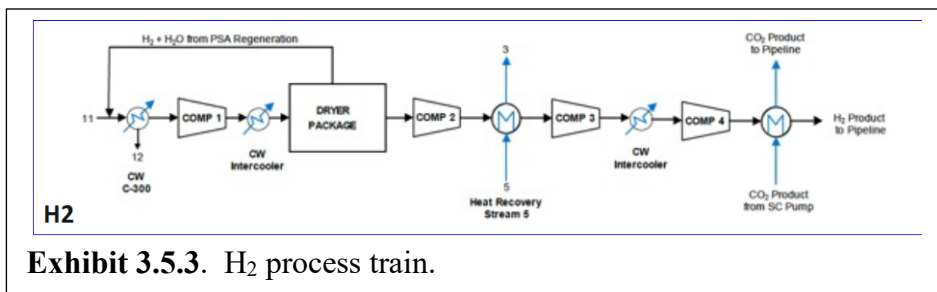 H₂ + H₂O from PSA Regeneration
CO₂ Product
to Pipeline
3
11
COMP 1
DRYER
PACKAGE
COMP 2
M
COMP 3
COMP 4
M
H₂ Product
to Pipeline
12
CW
C-300
CW
Intercooler
5
Heat Recovery
Stream 5
CW
Intercooler
CO₂ Product
from SC Pump
H2
Exhibit 3.5.3. H₂ process train.